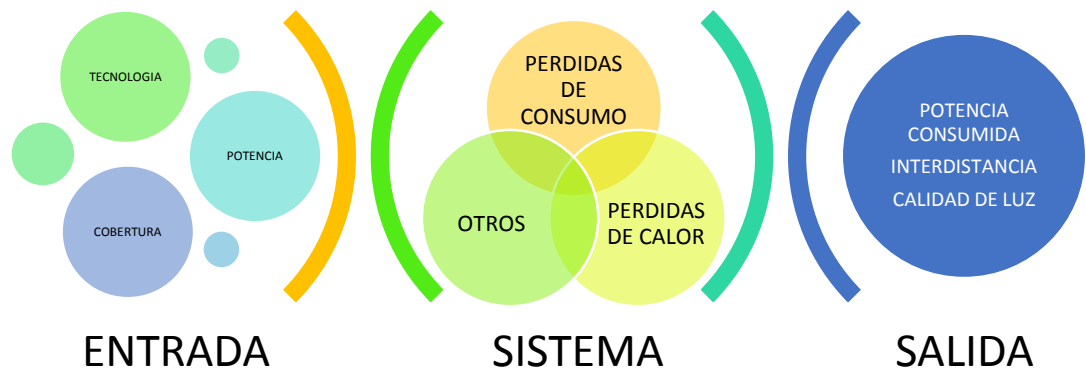 TECNOLOGIA
POTENCIA
COBERTURA
ENTRADA
PERDIDAS
DE
CONSUMO
OTROS
PERDIDAS
DE CALOR
SISTEMA
POTENCIA
CONSUMIDA
INTERDISTANCIA
CALIDAD DE LUZ
SALIDA